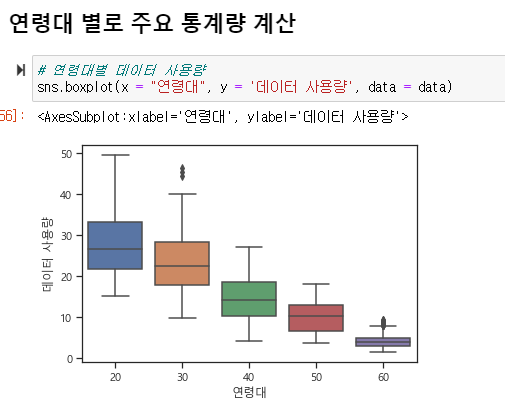 연령대 별로 주요 통계량 계산
# 연령대별 데이터 사용량
sns.boxplot(x = "연령대", y = '데이터 사용량', data = data)
56]: <AxesSubplot:xlabel='연령대', ylabel='데이터 사용량'>
50
40
30
20
10
0
데이터 사용량
20 30 40 50 60
연령대